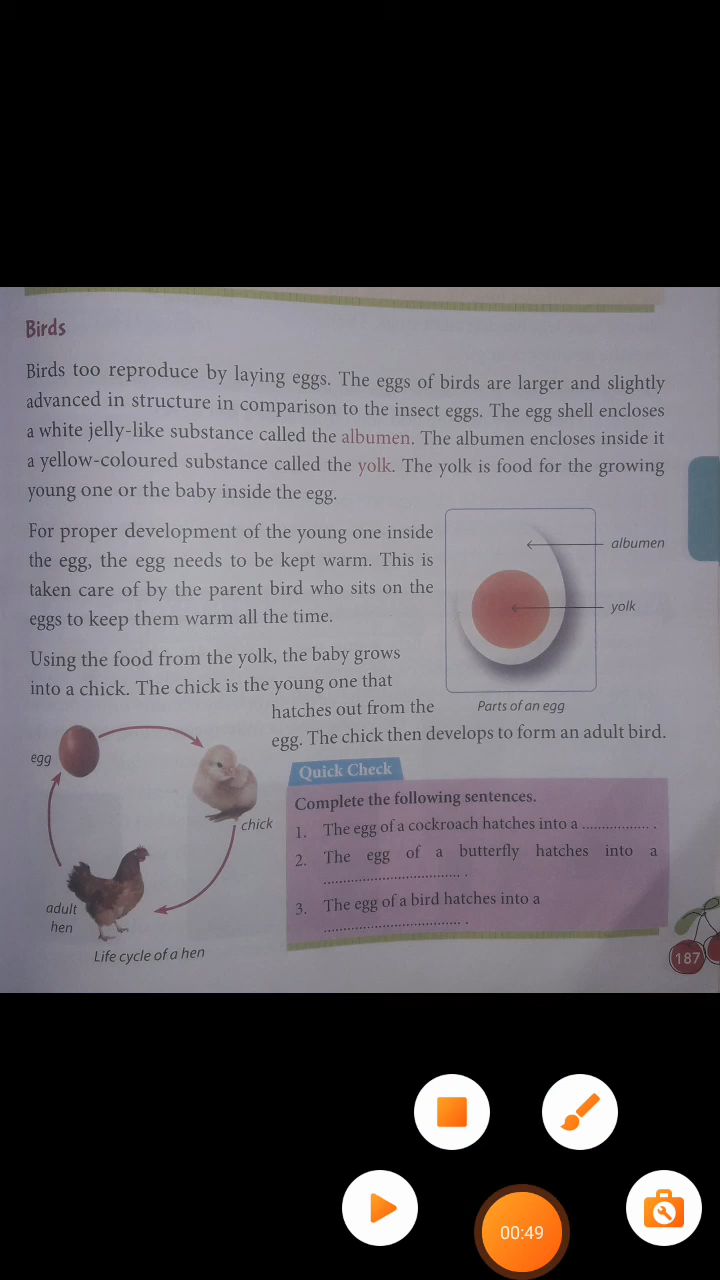 Birds
Birds too reproduce by laying eggs. The eggs of birds are larger and slightly
advanced in structure in comparison to the insect eggs. The egg shell encloses
a white jelly-like substance called the albumen. The albumen encloses inside it
a yellow-coloured substance called the yolk. The yolk is food for the growing
young one or the baby inside the egg.
For proper development of the young one inside
the egg, the egg needs to be kept warm. This is
taken care of by the parent bird who sits on the
eggs to keep them warm all the time.
albumen
yolk
Parts of an egg
Using the food from the yolk, the baby grows
into a chick. The chick is the young one that
hatches out from the
egg. The chick then develops to form an adult bird.
egg
chick
adult
hen
Life cycle of a hen
Quick Check
Complete the following sentences.
1. The egg of a cockroach hatches into a ................. .
2. The egg of a butterfly hatches into a
.................................. .
3. The egg of a bird hatches into a
.................................. .
187
00:49